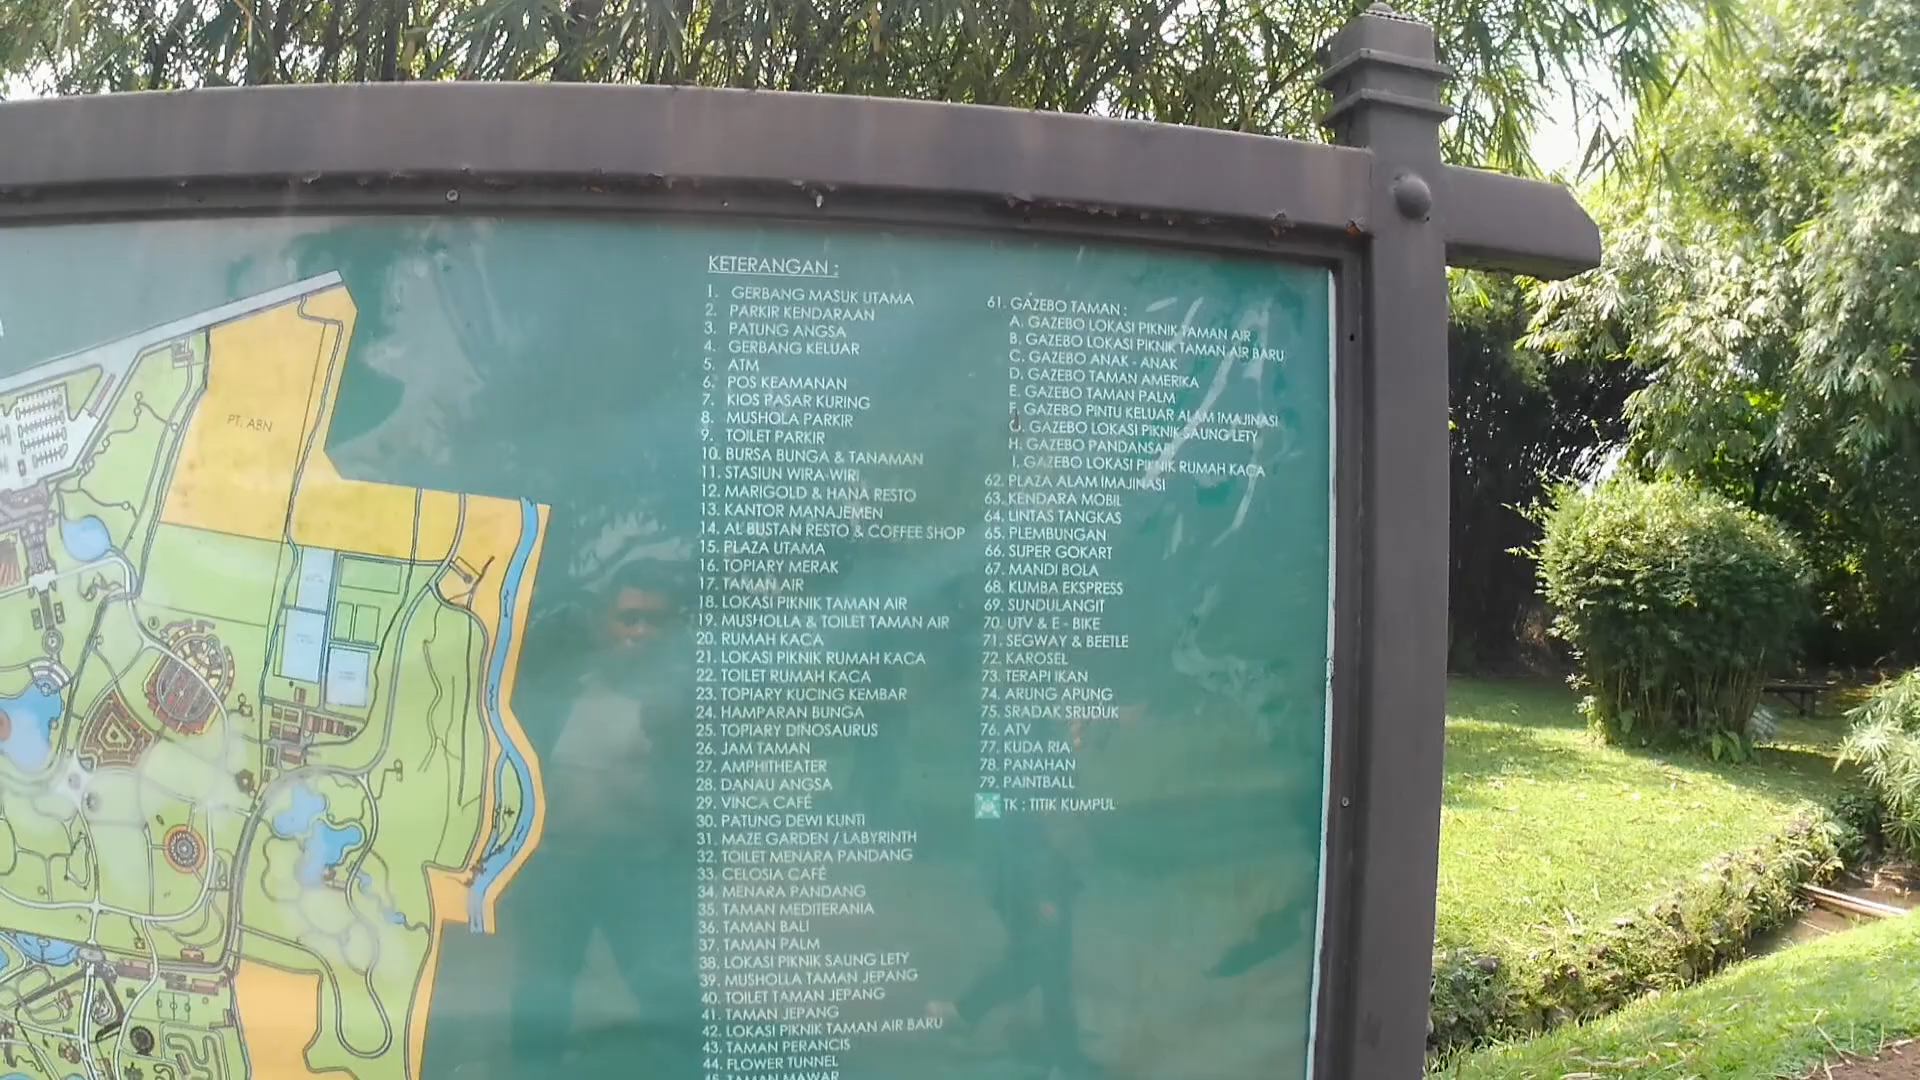 PT. ABN
KETERANGAN :
1. GERBANG MASUK UTAMA
2. PARKIR KENDARAAN
3. PATUNG ANGSA
4. GERBANG KELUAR
5. ATM
6. POS KEAMANAN
7. KIOS PASAR KURING
8. MUSHOLA PARKIR
9. TOILET PARKIR
10. BURSA BUNGA & TANAMAN
11. STASIUN WIRA-WIRI
12. MARIGOLD & HANA RESTO
13. KANTOR MANAJEMEN
14. AL BUSTAN RESTO & COFFEE SHOP
15. PLAZA UTAMA
16. TOPIARY MERAK
17. TAMAN AIR
18. LOKASI PIKNIK TAMAN AIR
19. MUSHOLLA & TOILET TAMAN AIR
20. RUMAH KACA
21. LOKASI PIKNIK RUMAH KACA
22. TOILET RUMAH KACA
23. TOPIARY KUCING KEMBAR
24. HAMPARAN BUNGA
25. TOPIARY DINOSAURUS
26. JAM TAMAN
27. AMPHITHEATER
28. DANAU ANGSA
29. VINCA CAFÉ
30. PATUNG DEWI KUNTI
31. MAZE GARDEN / LABYRINTH
32. TOILET MENARA PANDANG
33. CELOSIA CAFÉ
34. MENARA PANDANG
35. TAMAN MEDITERANIA
36. TAMAN BALI
37. TAMAN PALM
38. LOKASI PIKNIK SAUNG LETY
39. MUSHOLLA TAMAN JEPANG
40. TOILET TAMAN JEPANG
41. TAMAN JEPANG
42. LOKASI PIKNIK TAMAN AIR BARU
43. TAMAN PERANCIS
44. FLOWER TUNNEL
45. TAMAN MAWAR
61. GAZEBO TAMAN :
A. GAZEBO LOKASI PIKNIK TAMAN AIR
B. GAZEBO LOKASI PIKNIK TAMAN AIR BARU
C. GAZEBO ANAK - ANAK
D. GAZEBO TAMAN AMERIKA
E. GAZEBO TAMAN PALM
F. GAZEBO PINTU KELUAR ALAM IMAJINASI
G. GAZEBO LOKASI PIKNIK SAUNG LETY
H. GAZEBO PANDANSARI
I. GAZEBO LOKASI PIKNIK RUMAH KACA
62. PLAZA ALAM IMAJINASI
63. KENDARA MOBIL
64. LINTAS TANGKAS
65. PLEMBUNGAN
66. SUPER GOKART
67. MANDI BOLA
68. KUMBA EKSPRESS
69. SUNDULANGIT
70. UTV & E - BIKE
71. SEGWAY & BEETLE
72. KAROSEL
73. TERAPI IKAN
74. ARUNG APUNG
75. SRADAK SRUDUK
76. ATV
77. KUDA RIA
78. PANAHAN
79. PAINTBALL
TK : TITIK KUMPUL